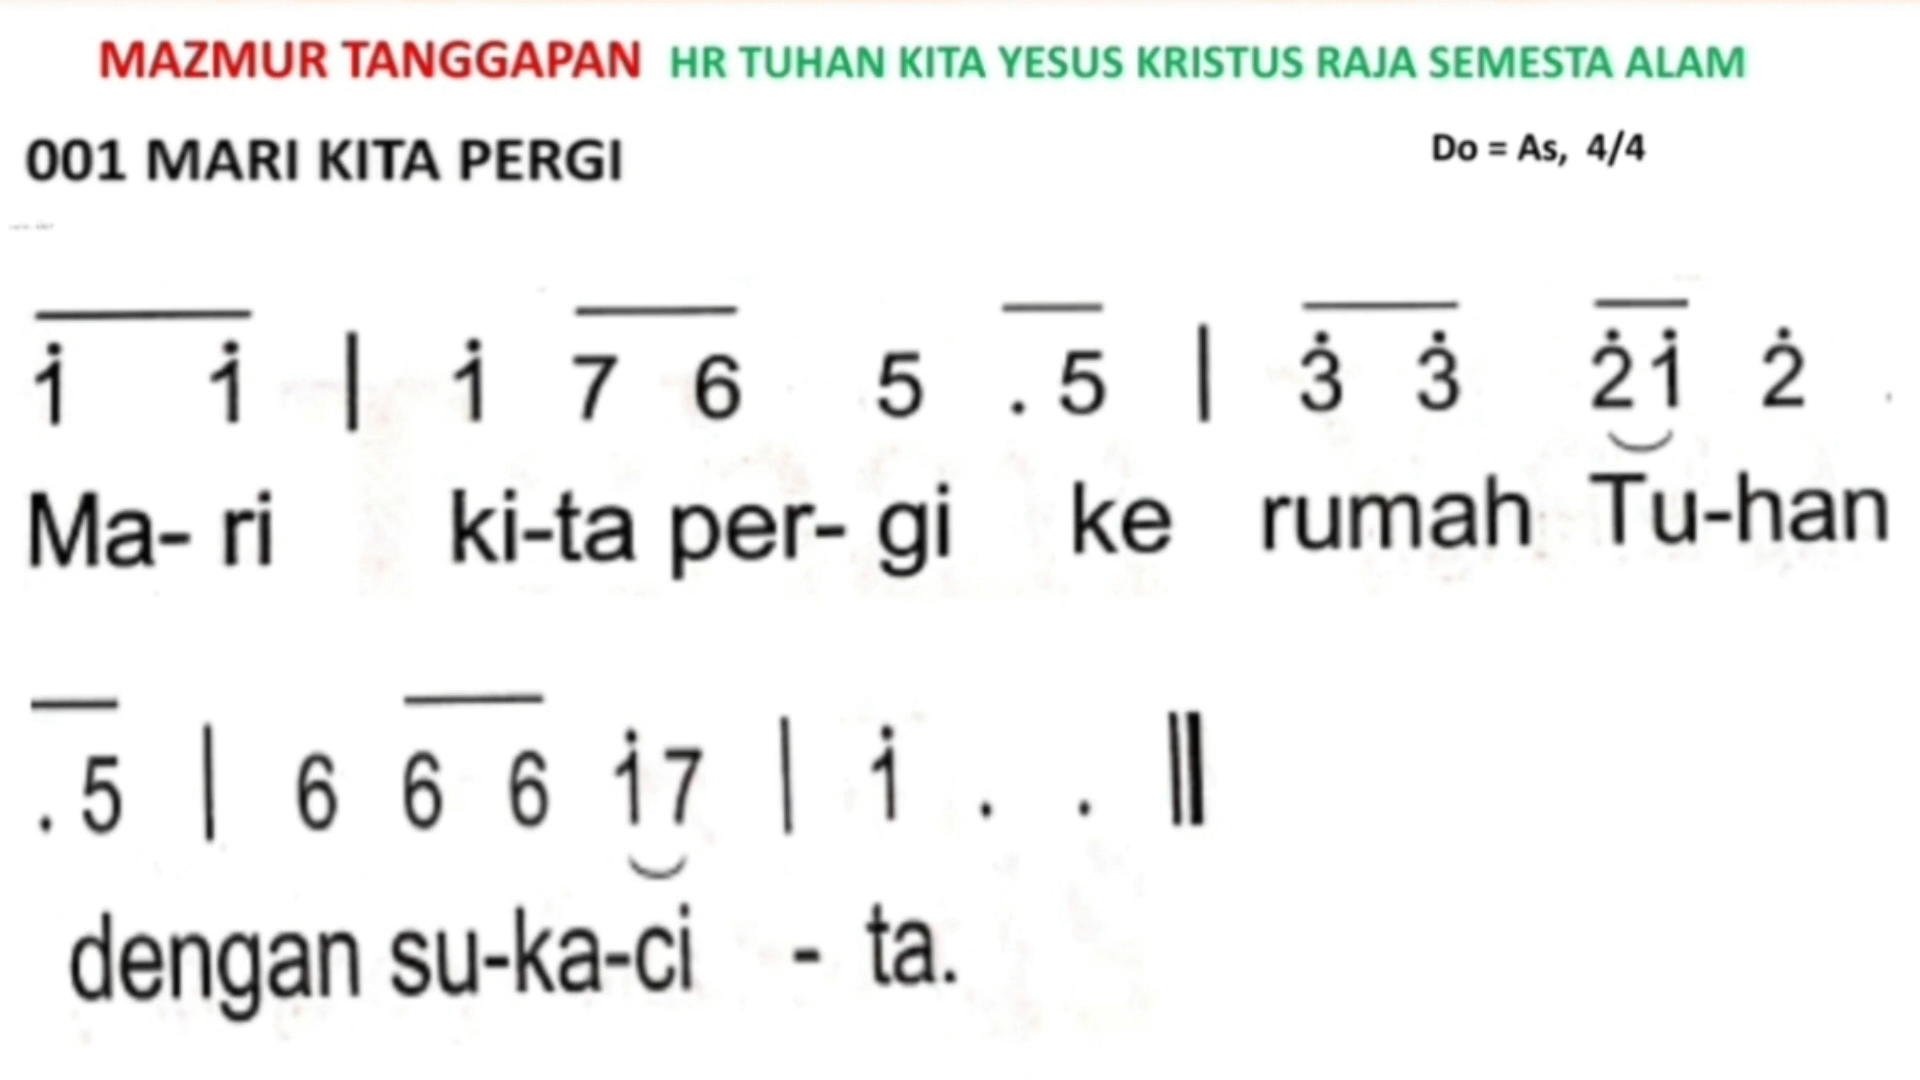 MAZMUR TANGGAPAN HR TUHAN KITA YESUS KRISTUS RAJA SEMESTA ALAM
001 MARI KITA PERGI Do = As, 4/4
1̇ 1̇ | 1̇ 7 6 5 . 5 | 3̇ 3̇ 2̇1̇ 2̇
Ma- ri ki-ta per- gi ke rumah Tu-han
. 5 | 6 6 6 1̇7 | 1̇ . . ||
dengan su-ka-ci - ta.